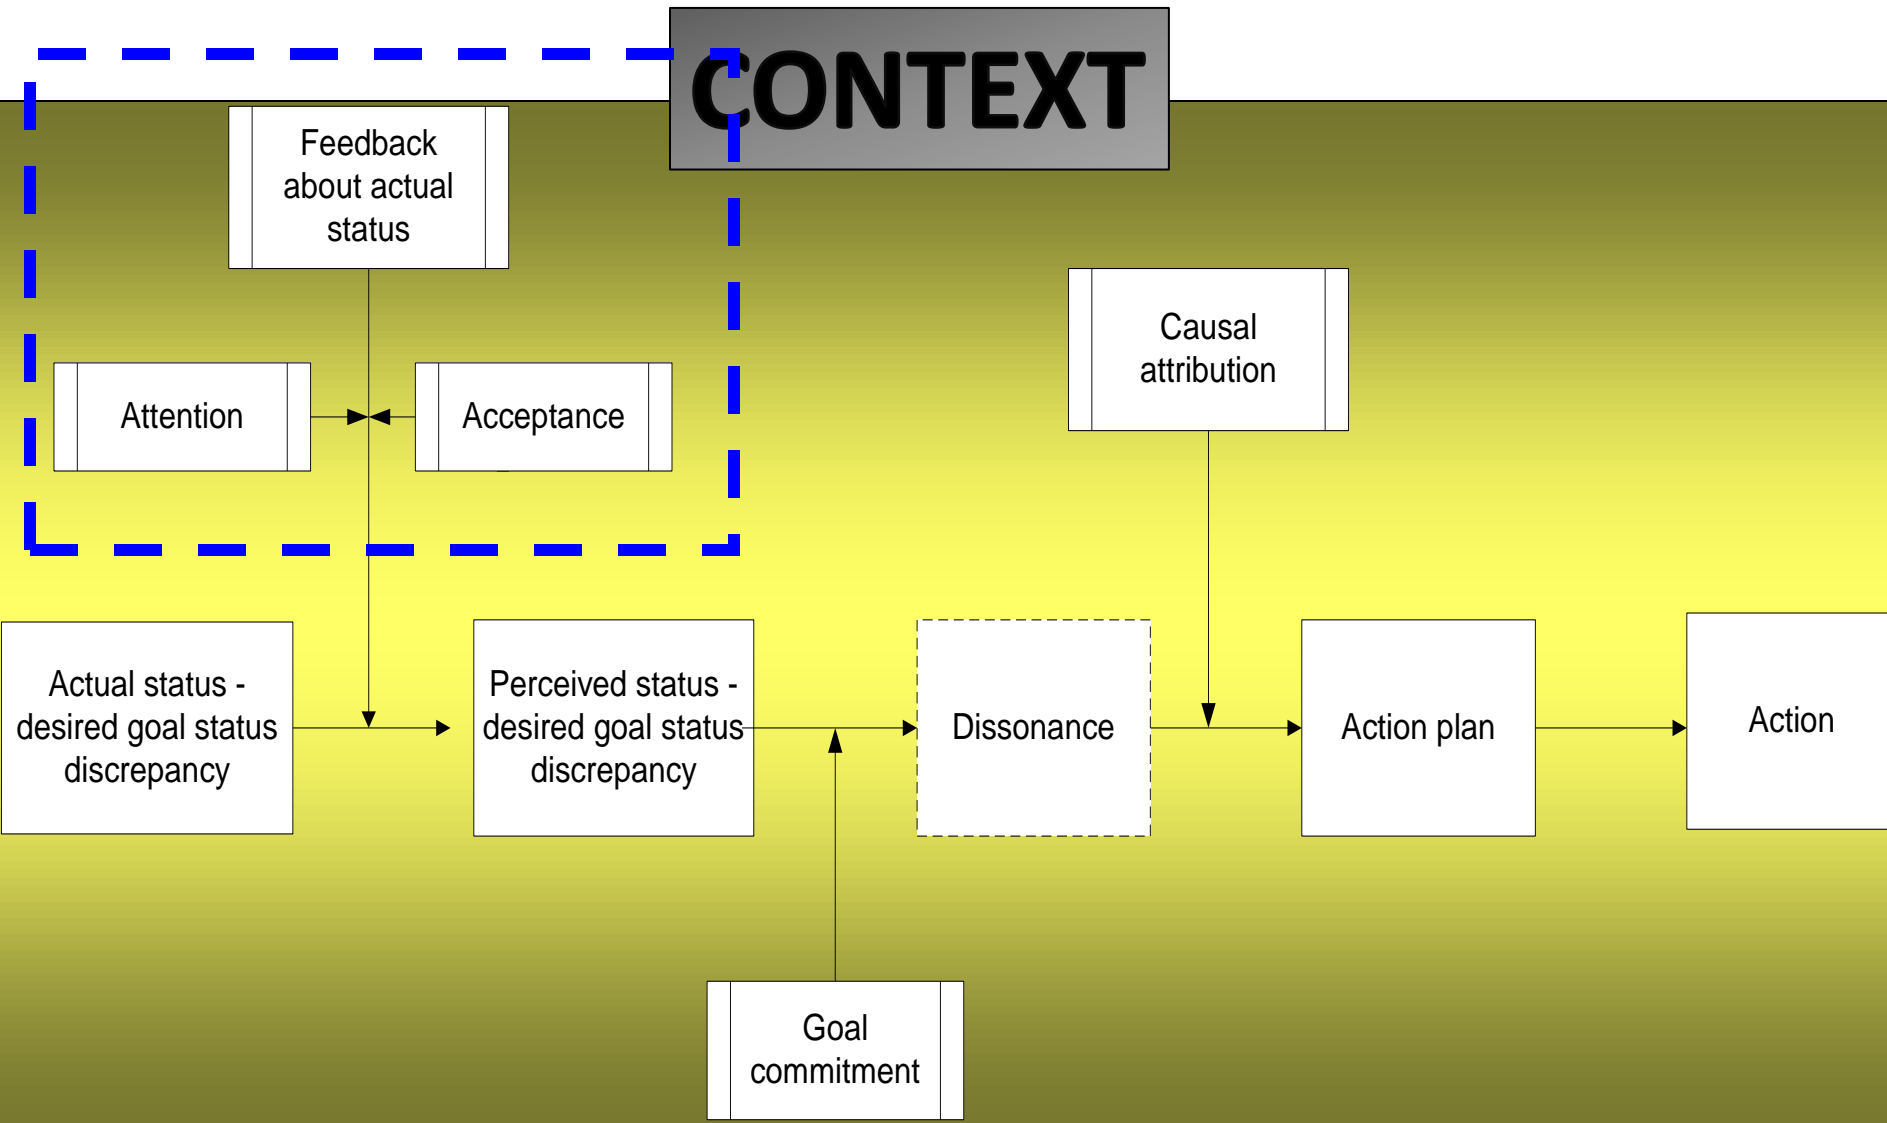 CONTEXT
Feedback
about actual
status
Attention
Acceptance
Causal
attribution
Actual status -
desired goal status
discrepancy
Perceived status -
desired goal status
discrepancy
Dissonance
Action plan
Action
Goal
commitment